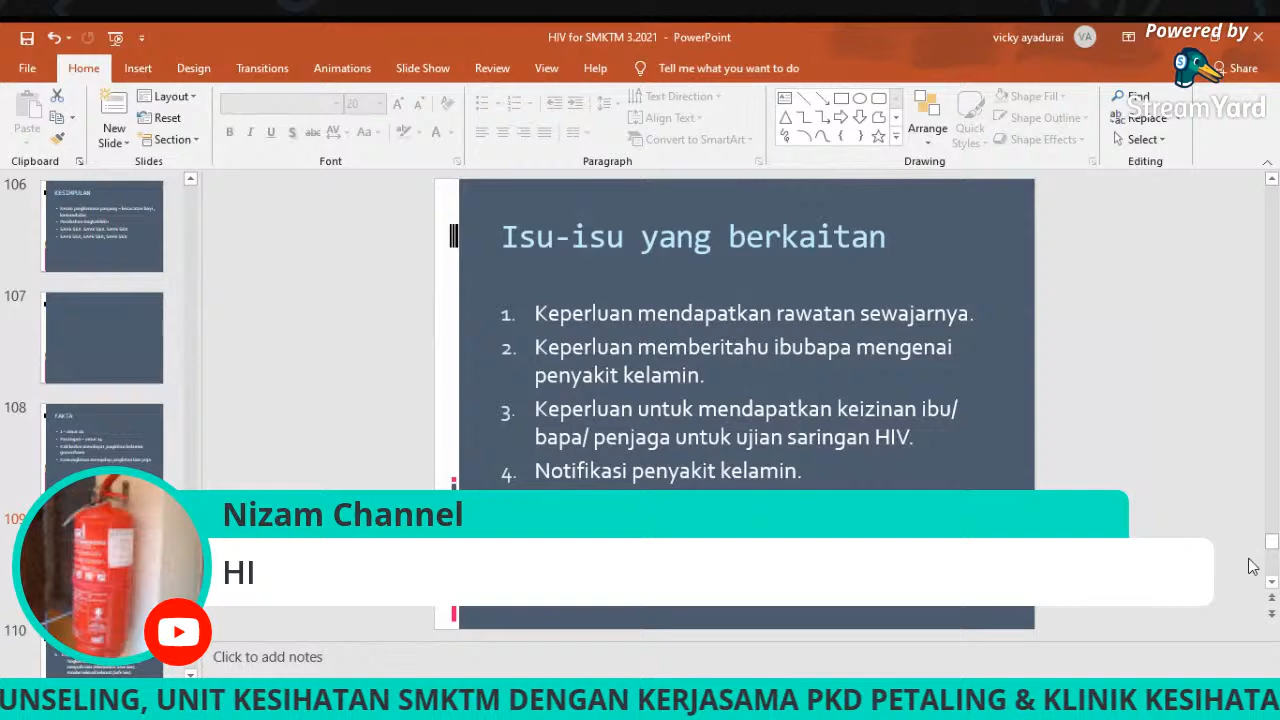 HIV for SMKTM 3.2021 - PowerPoint
vicky ayadurai
VA
Powered by
StreamYard
File
Home
Insert
Design
Transitions
Animations
Slide Show
Review
View
Help
Tell me what you want to do
Share
Paste
Clipboard
New
Slide
Layout
Reset
Section
Slides
20
Font
Text Direction
Align Text
Convert to SmartArt
Paragraph
Arrange
Quick
Styles
Shape Fill
Shape Outline
Shape Effects
Drawing
Find
Replace
Select
Editing
106
KESIMPULAN
107
108
FAKTA
109
110
Isu-isu yang berkaitan
1. Keperluan mendapatkan rawatan sewajarnya.
2. Keperluan memberitahu ibubapa mengenai
penyakit kelamin.
3. Keperluan untuk mendapatkan keizinan ibu/
bapa/ penjaga untuk ujian saringan HIV.
4. Notifikasi penyakit kelamin.
Nizam Channel
HI
Click to add notes
UNSELING, UNIT KESIHATAN SMKTM DENGAN KERJASAMA PKD PETALING & KLINIK KESIHATA